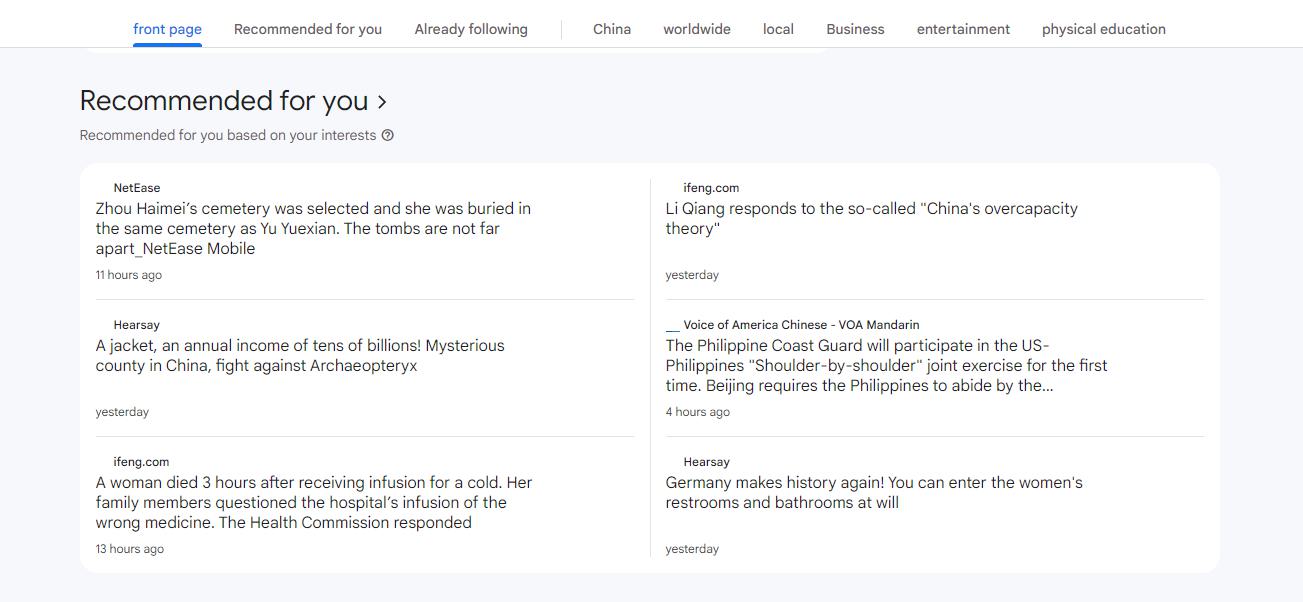 front page
Recommended for you
Already following
China
worldwide
local
Business
entertainment
physical education
Recommended for you
Recommended for you based on your interests
NetEase
Zhou Haimei’s cemetery was selected and she was buried in
the same cemetery as Yu Yuexian. The tombs are not far
apart_NetEase Mobile
11 hours ago
ifeng.com
Li Qiang responds to the so-called "China's overcapacity
theory"
yesterday
Hearsay
A jacket, an annual income of tens of billions! Mysterious
county in China, fight against Archaeopteryx
yesterday
Voice of America Chinese - VOA Mandarin
The Philippine Coast Guard will participate in the US-
Philippines "Shoulder-by-shoulder" joint exercise for the first
time. Beijing requires the Philippines to abide by the...
4 hours ago
ifeng.com
A woman died 3 hours after receiving infusion for a cold. Her
family members questioned the hospital’s infusion of the
wrong medicine. The Health Commission responded
13 hours ago
Hearsay
Germany makes history again! You can enter the women's
restrooms and bathrooms at will
yesterday